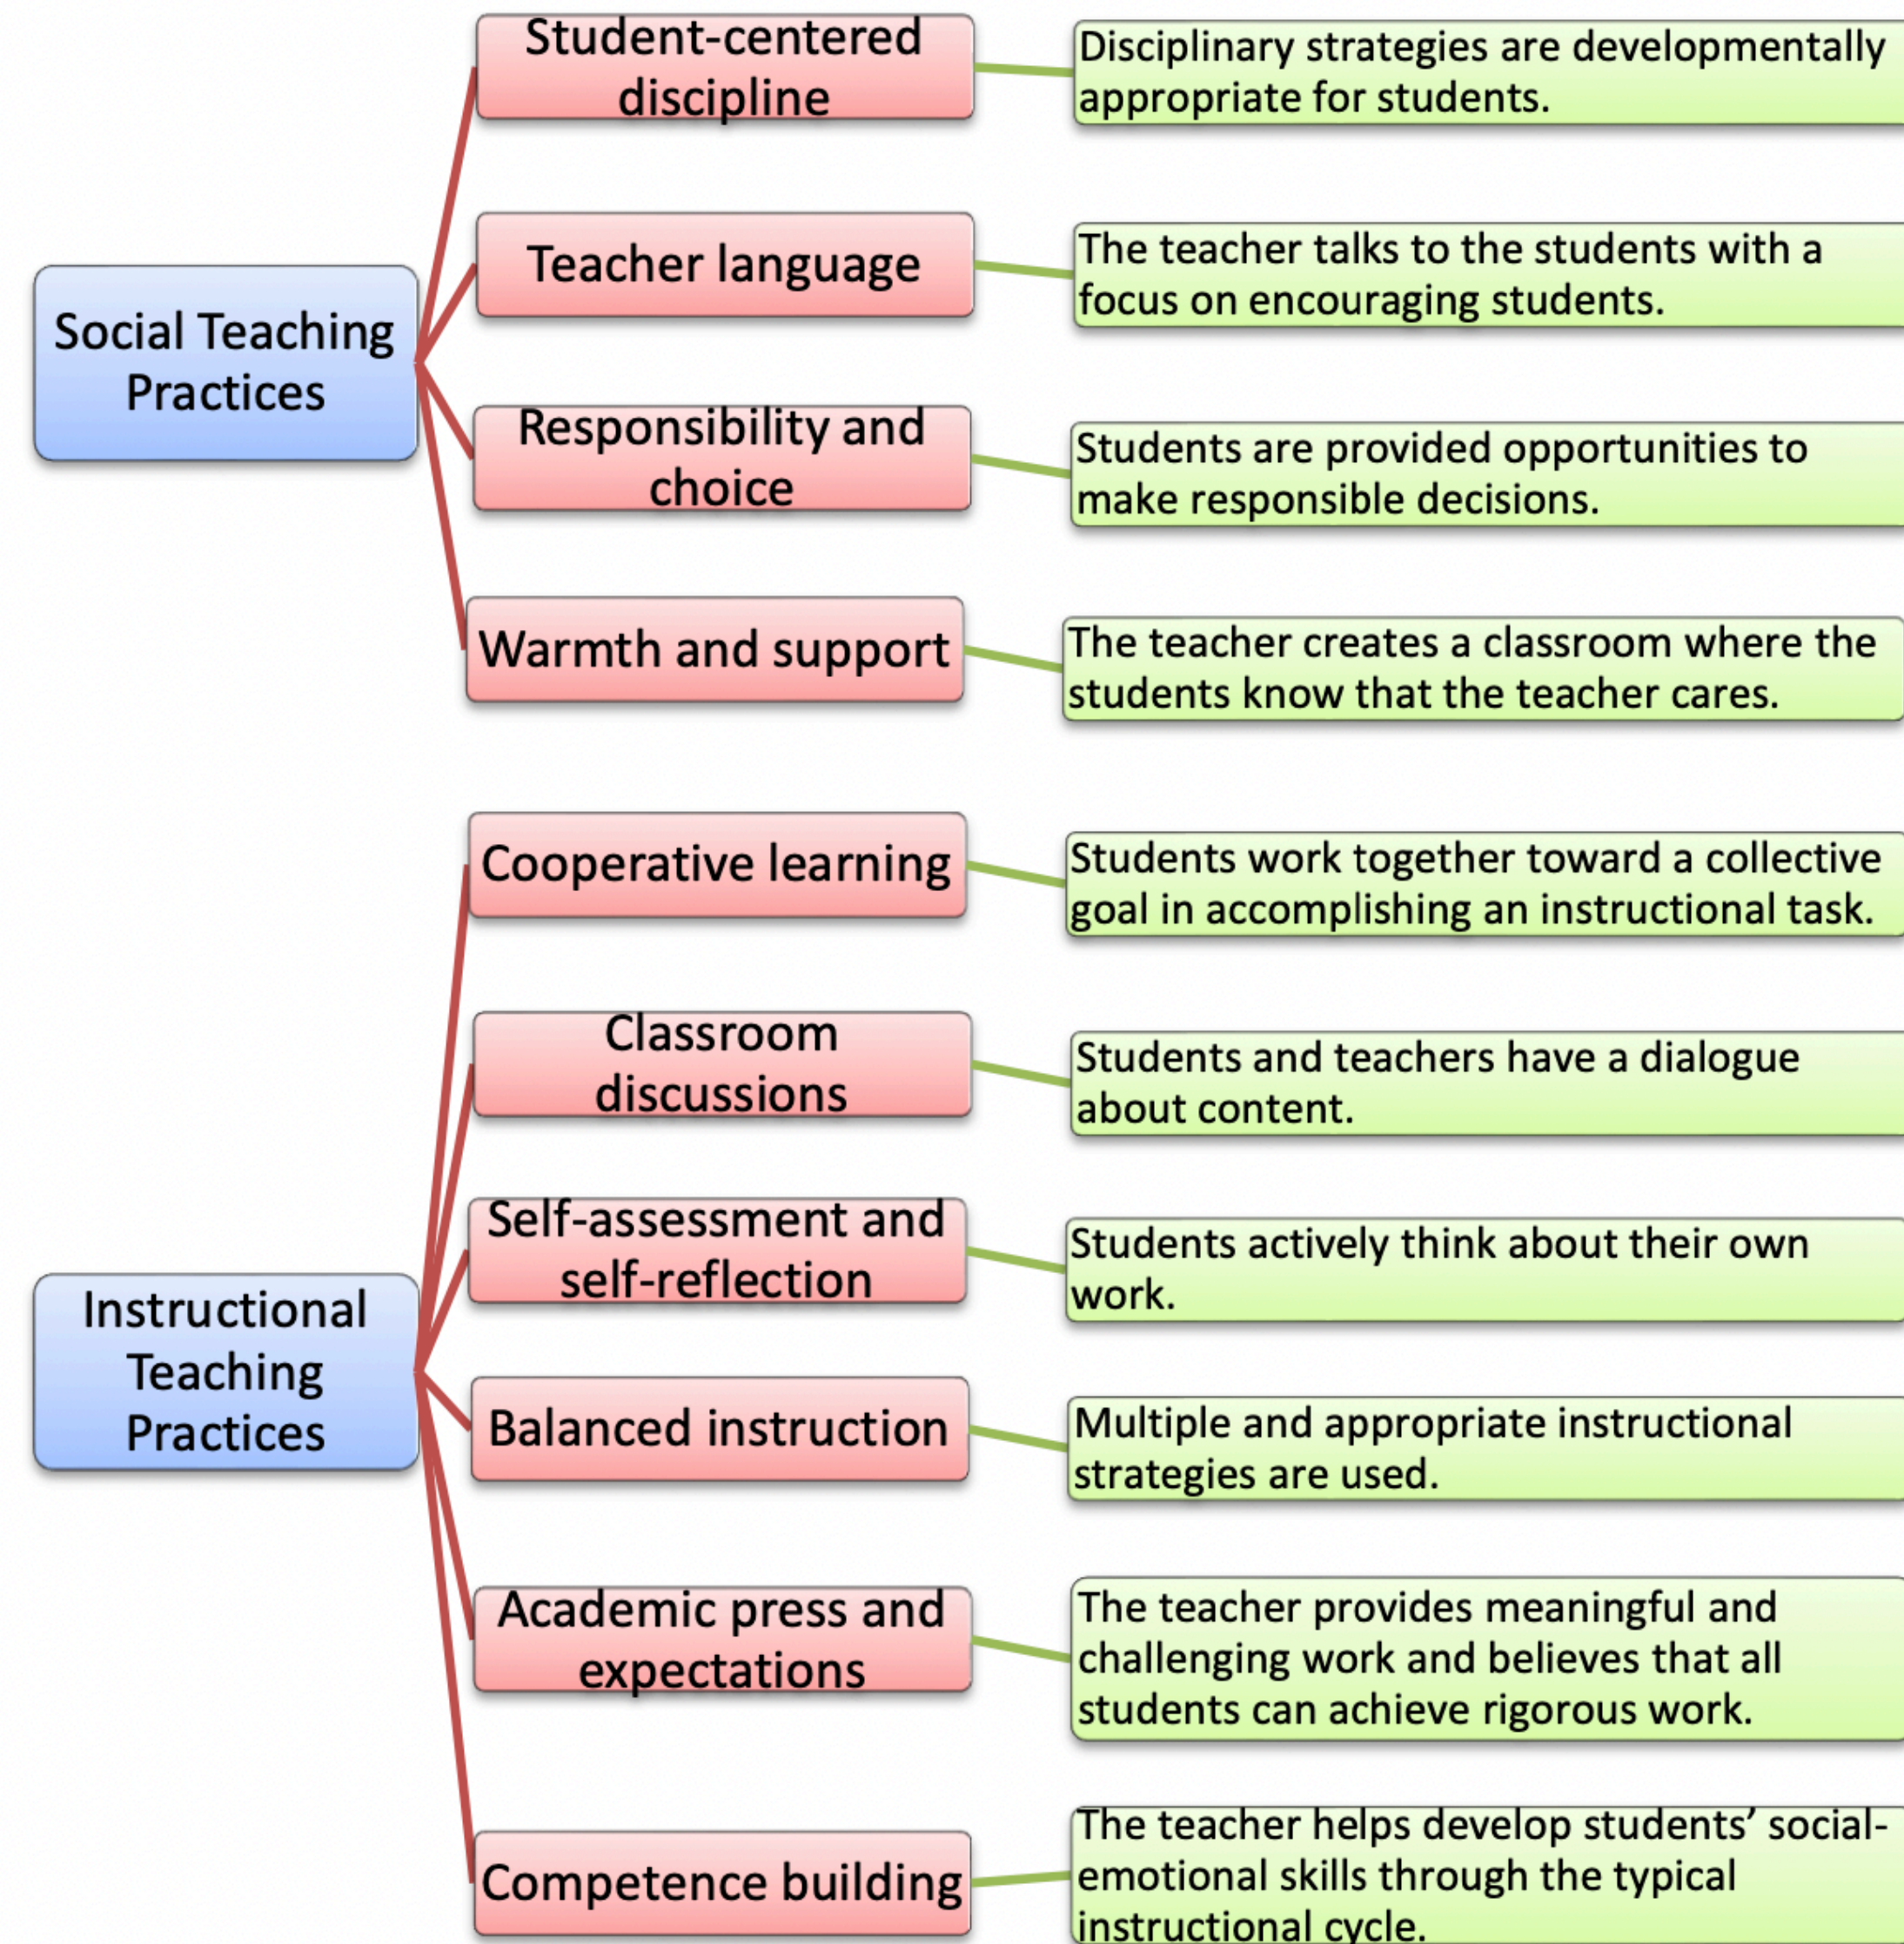 Social Teaching
Practices
Student-centered
discipline
Disciplinary strategies are developmentally
appropriate for students.
Teacher language
The teacher talks to the students with a
focus on encouraging students.
Responsibility and
choice
Students are provided opportunities to
make responsible decisions.
Warmth and support
The teacher creates a classroom where the
students know that the teacher cares.
Instructional
Teaching
Practices
Cooperative learning
Students work together toward a collective
goal in accomplishing an instructional task.
Classroom
discussions
Students and teachers have a dialogue
about content.
Self-assessment and
self-reflection
Students actively think about their own
work.
Balanced instruction
Multiple and appropriate instructional
strategies are used.
Academic press and
expectations
The teacher provides meaningful and
challenging work and believes that all
students can achieve rigorous work.
Competence building
The teacher helps develop students’ social-
emotional skills through the typical
instructional cycle.